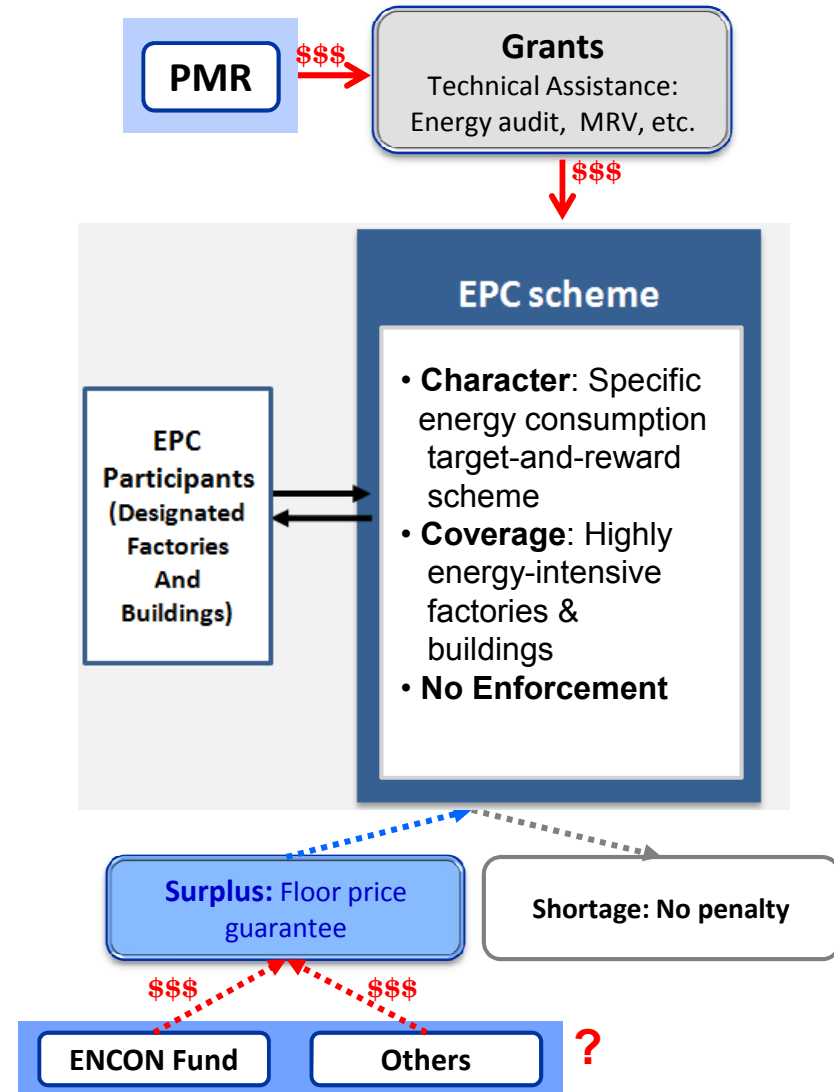 PMR
$$$
Grants
Technical Assistance:
Energy audit, MRV, etc.
$$$
EPC scheme
• Character: Specific
energy consumption
target-and-reward
scheme
• Coverage: Highly
energy-intensive
factories &
buildings
• No Enforcement
EPC
Participants
(Designated
Factories
And
Buildings)
Surplus: Floor price
guarantee
Shortage: No penalty
$$$
$$$
ENCON Fund
Others
?